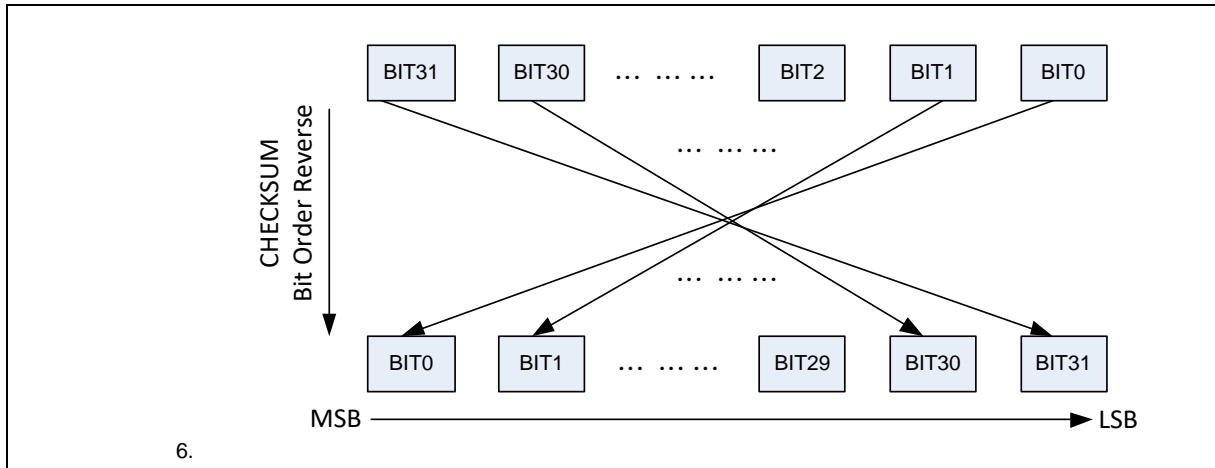 BIT31 BIT30 ... ... ... BIT2 BIT1 BIT0
... ... ...
CHECKSUM
Bit Order Reverse
... ... ...
BIT0 BIT1 ... ... ... BIT29 BIT30 BIT31
MSB LSB
6.